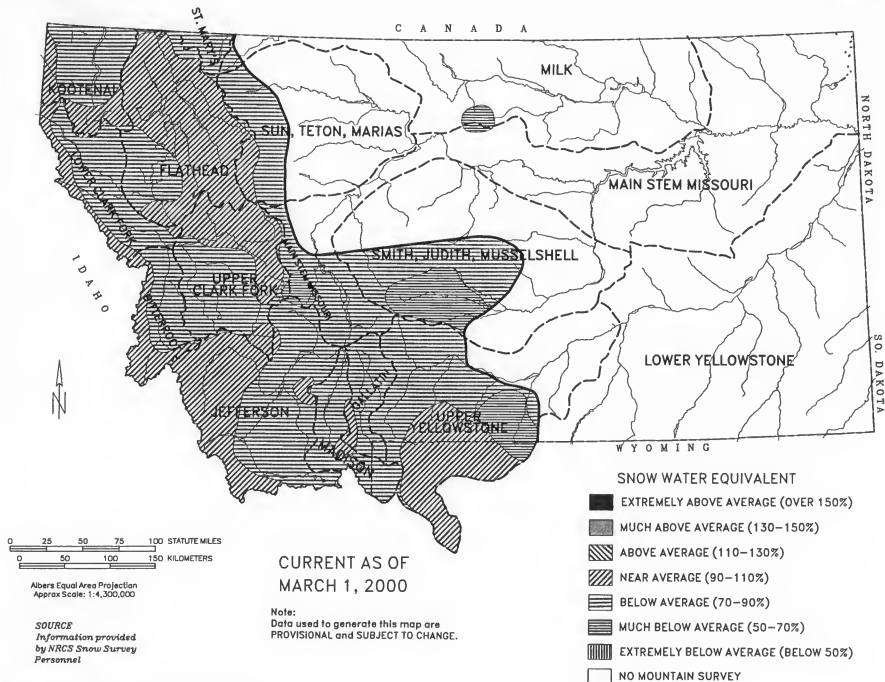 C A N A D A
ST. MARYS
KOOTENAI
MILK
SUN, TETON, MARIAS
NORTH DAKOTA
FLATHEAD
LOWER CLARK FORK
MAIN STEM MISSOURI
MAIN STEM MISSOURI
SMITH, JUDITH, MUSSELSHELL
I D A H O
UPPER
CLARK FORK
BITTERROOT
LOWER YELLOWSTONE
SO. DAKOTA
N
JEFFERSON
GALLATIN
MADISON
UPPER
YELLOWSTONE
W Y O M I N G
SNOW WATER EQUIVALENT
EXTREMELY ABOVE AVERAGE (OVER 150%)
MUCH ABOVE AVERAGE (130-150%)
ABOVE AVERAGE (110-130%)
NEAR AVERAGE (90-110%)
BELOW AVERAGE (70-90%)
MUCH BELOW AVERAGE (50-70%)
EXTREMELY BELOW AVERAGE (BELOW 50%)
NO MOUNTAIN SURVEY
0 25 50 75 100 STATUTE MILES
0 50 100 150 KILOMETERS
Albers Equal Area Projection
Approx Scale: 1:4,300,000
SOURCE
Information provided
by NRCS Snow Survey
Personnel
CURRENT AS OF
MARCH 1, 2000
Note:
Data used to generate this map are
PROVISIONAL and SUBJECT TO CHANGE.